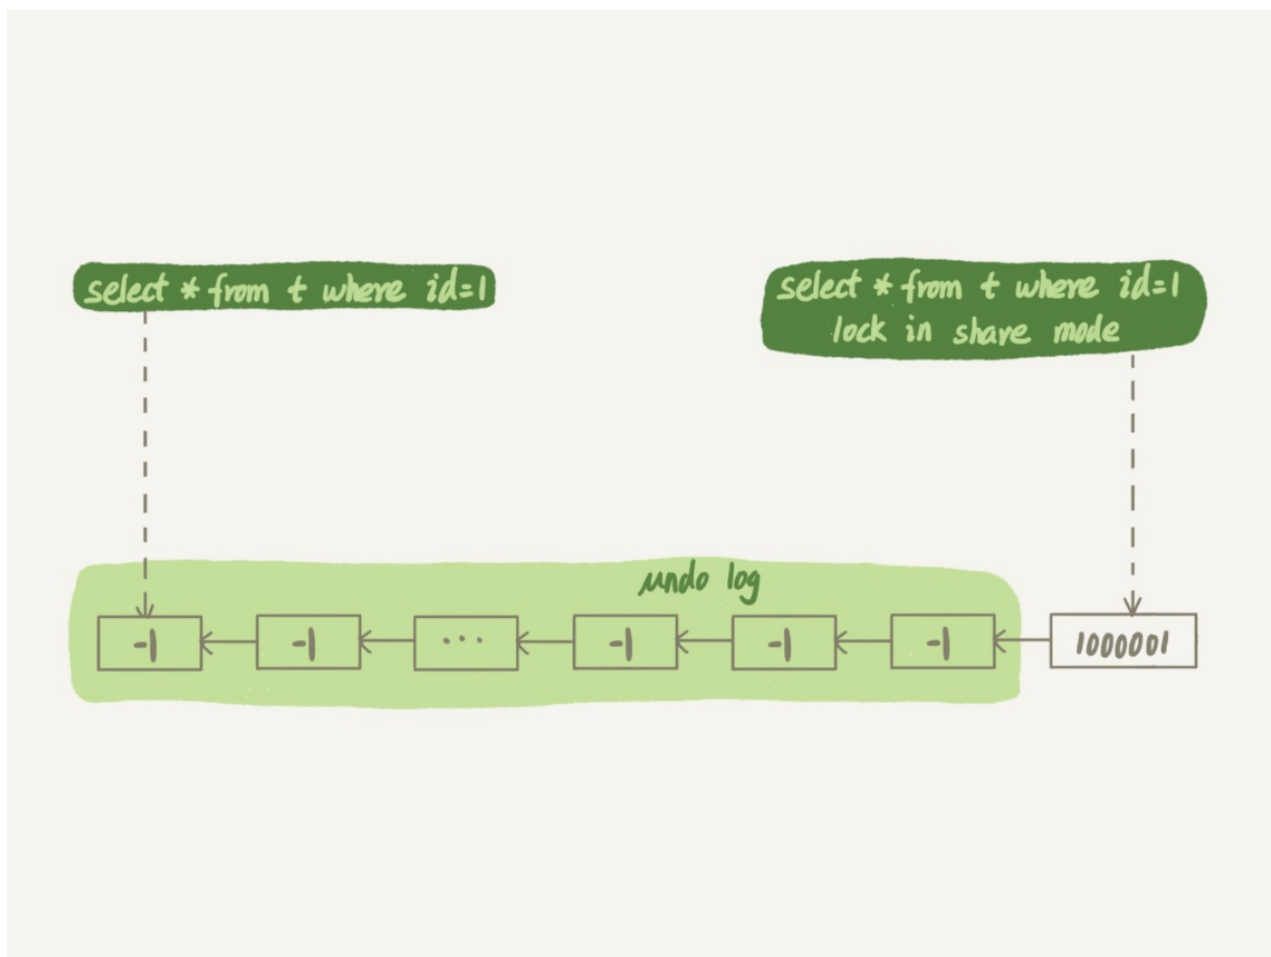 select * from t where id=1
select * from t where id=1
lock in share mode
undo log
-1
-1
...
-1
-1
-1
1000001